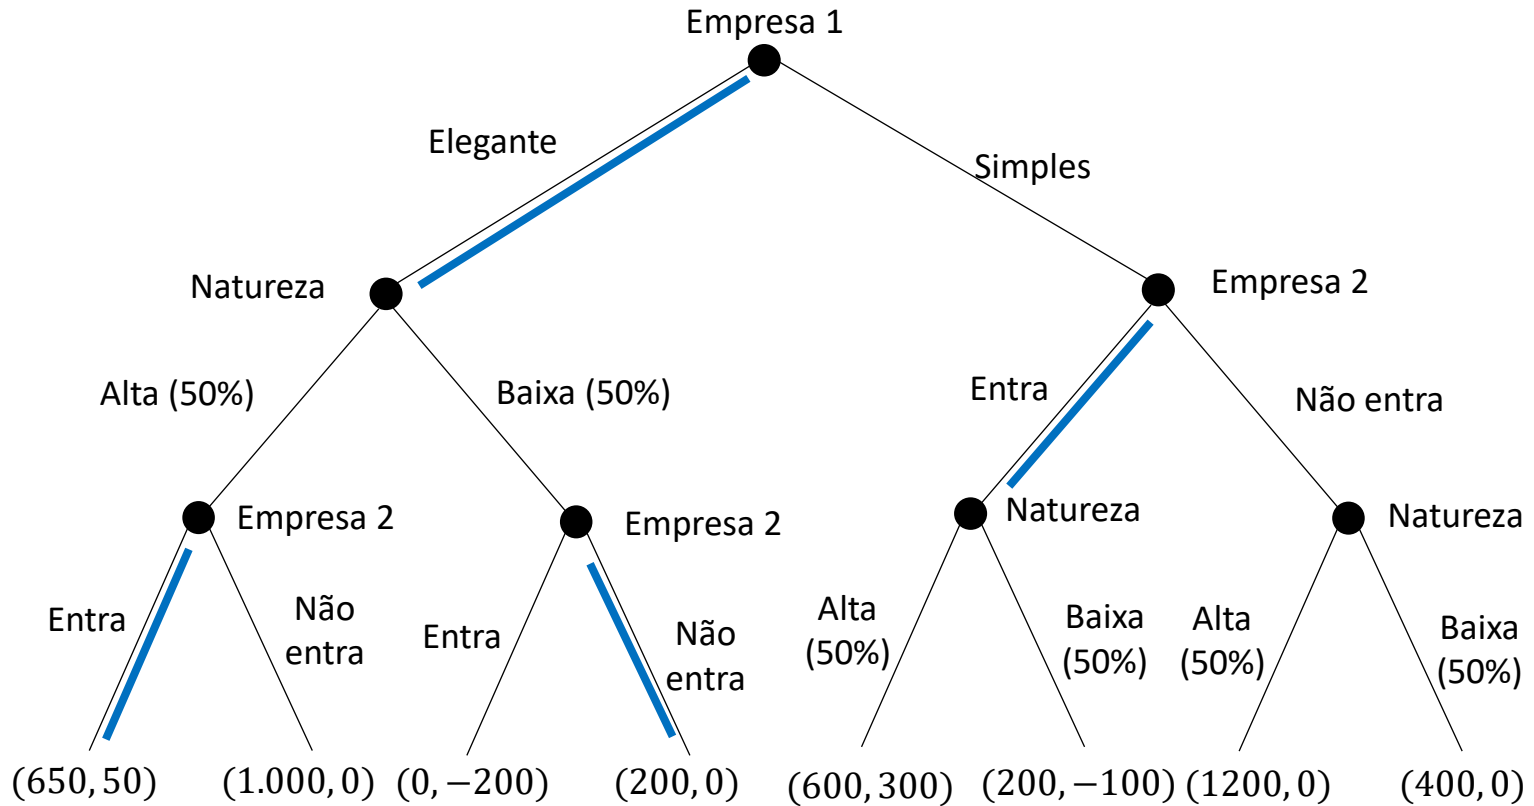 Empresa 1
Elegante
Simples
Natureza
Empresa 2
Alta (50%)
Baixa (50%)
Entra
Não entra
Empresa 2
Empresa 2
Natureza
Natureza
Entra
Não
entra
Entra
Não
entra
Alta
(50%)
Baixa
(50%)
Alta
(50%)
Baixa
(50%)
(650, 50)
(1.000, 0)
(0, −200)
(200, 0)
(600, 300)
(200, −100)
(1200, 0)
(400, 0)